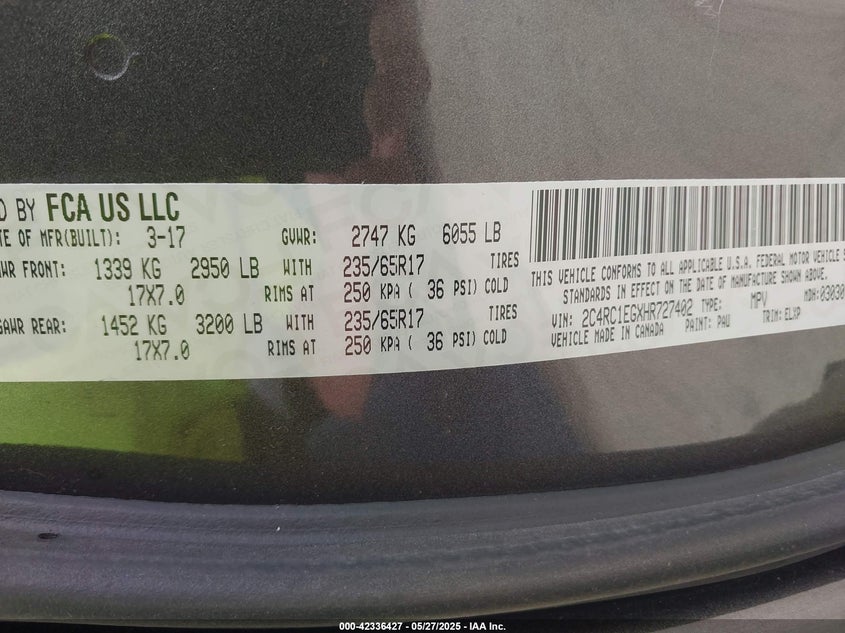 D BY FCA US LLC
TE OF MFR(BUILT): 3-17 GVWR: 2747 KG 6055 LB
WR FRONT: 1339 KG 2950 LB WITH 235/65R17 TIRES
17X7.0 RIMS AT 250 KPA ( 36 PSI) COLD
GAWR REAR: 1452 KG 3200 LB WITH 235/65R17 TIRES
17X7.0 RIMS AT 250 KPA ( 36 PSI) COLD
THIS VEHICLE CONFORMS TO ALL APPLICABLE U.S.A. FEDERAL MOTOR VEHICLE S
STANDARDS IN EFFECT ON THE DATE OF MANUFACTURE SHOWN ABOVE.
VIN: 2C4RC1EGXHR727402 TYPE: MPV MDH: 03030
VEHICLE MADE IN CANADA PAINT: PAU TRIM: ELXP
000-42336427 - 05/27/2025 - IAA Inc.